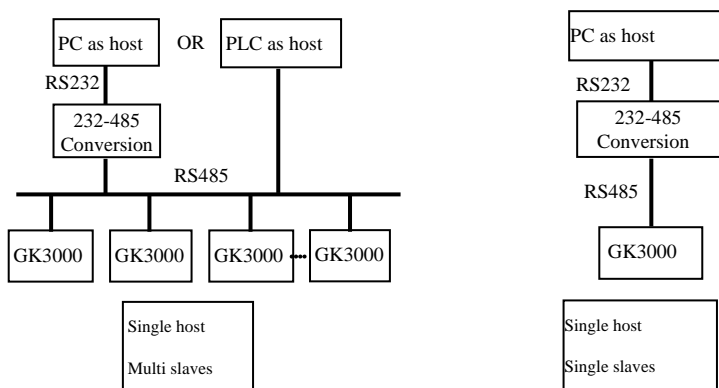 PC as host
OR
PLC as host
RS232
232-485
Conversion
RS485
GK3000
GK3000
GK3000
GK3000
Single host
Multi slaves
PC as host
RS232
232-485
Conversion
RS485
GK3000
Single host
Single slaves